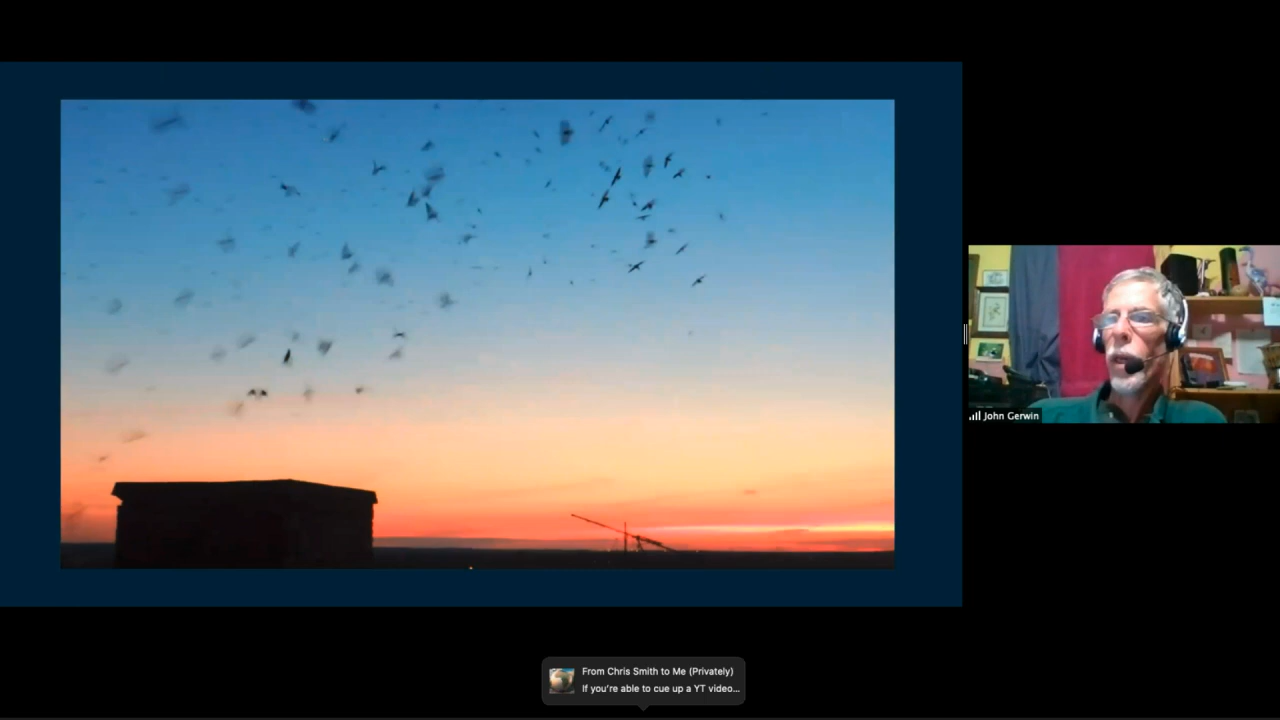 John Gerwin
From Chris Smith to Me (Privately)
If you're able to cue up a YT video...